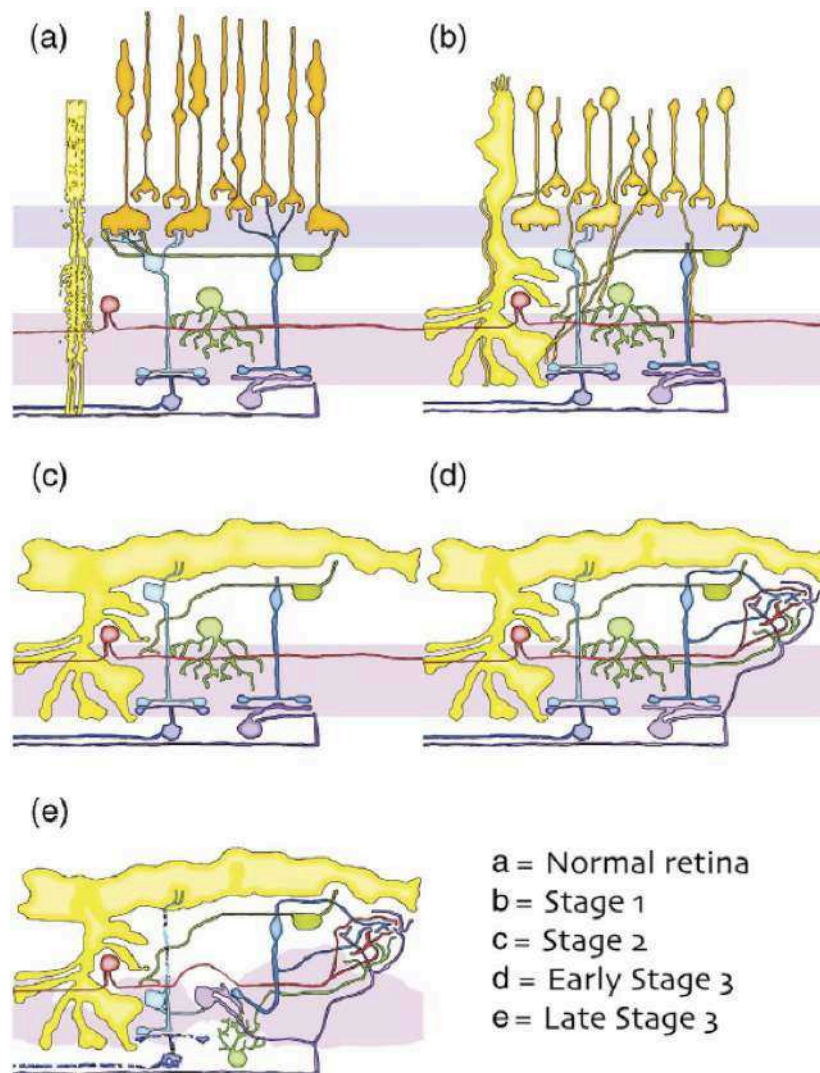 (a)
(b)
(c)
(d)
(e)
a = Normal retina
b = Stage 1
c = Stage 2
d = Early Stage 3
e = Late Stage 3